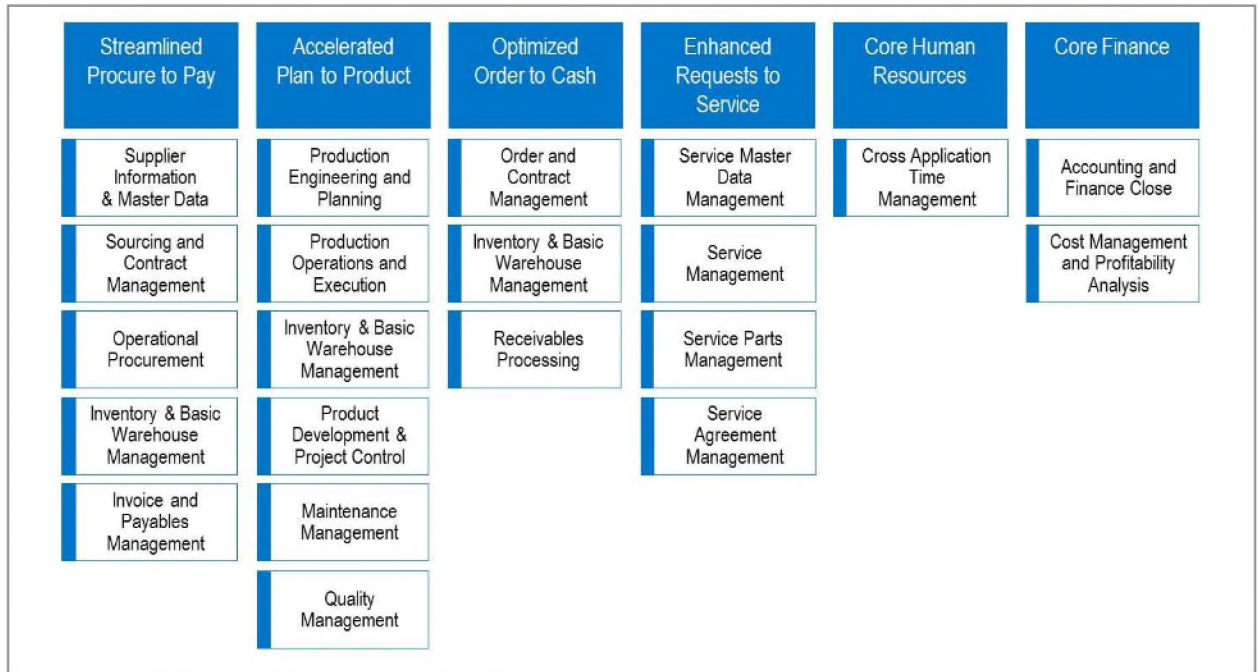 Streamlined
Procure to Pay
Accelerated
Plan to Product
Optimized
Order to Cash
Enhanced
Requests to
Service
Core Human
Resources
Core Finance
Supplier
Information
& Master Data
Sourcing and
Contract
Management
Operational
Procurement
Inventory & Basic
Warehouse
Management
Invoice and
Payables
Management
Production
Engineering and
Planning
Production
Operations and
Execution
Inventory & Basic
Warehouse
Management
Product
Development &
Project Control
Maintenance
Management
Quality
Management
Order and
Contract
Management
Inventory & Basic
Warehouse
Management
Receivables
Processing
Service Master
Data
Management
Service
Management
Service Parts
Management
Service
Agreement
Management
Cross Application
Time
Management
Accounting and
Finance Close
Cost Management
and Profitability
Analysis